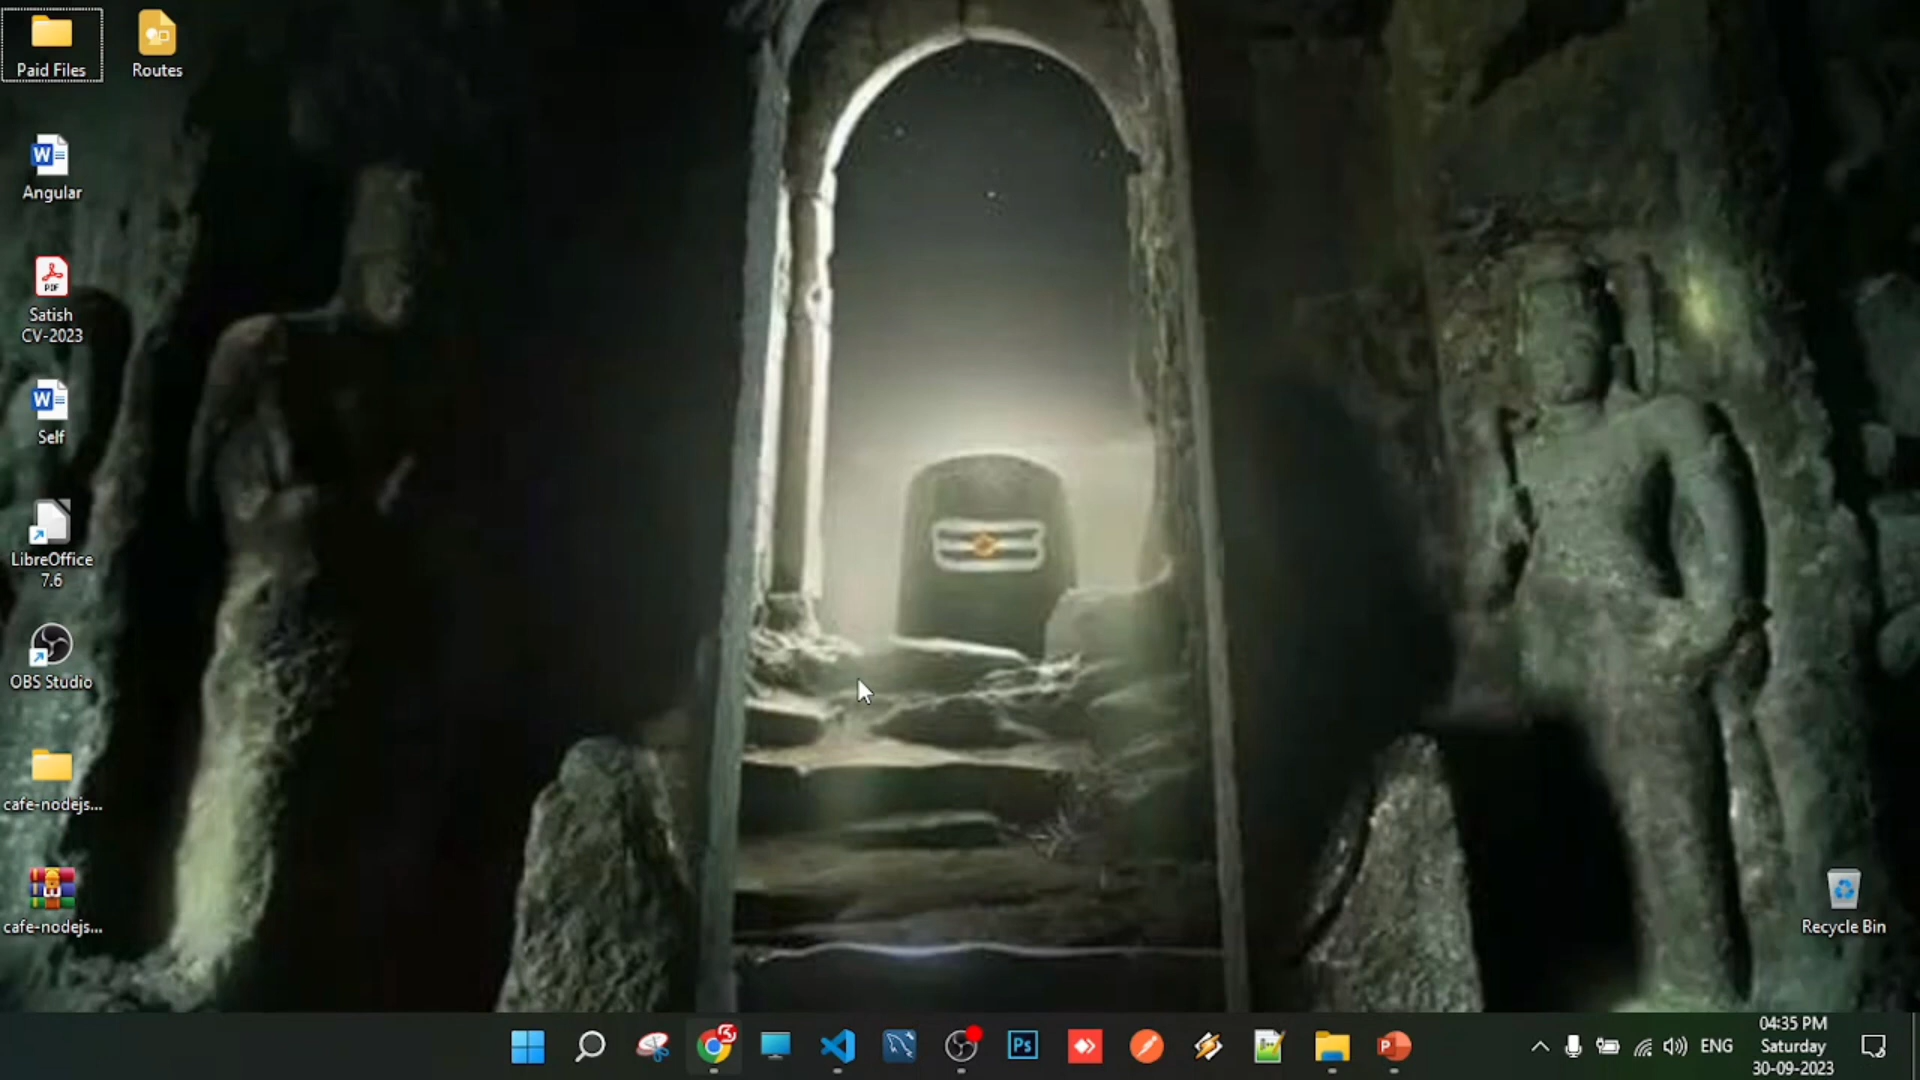 Paid Files
Routes
Angular
Satish
CV-2023
Self
LibreOffice
7.6
OBS Studio
cafe-nodejs...
cafe-nodejs...
Recycle Bin
Ps
ENG
04:35 PM
Saturday
30-09-2023